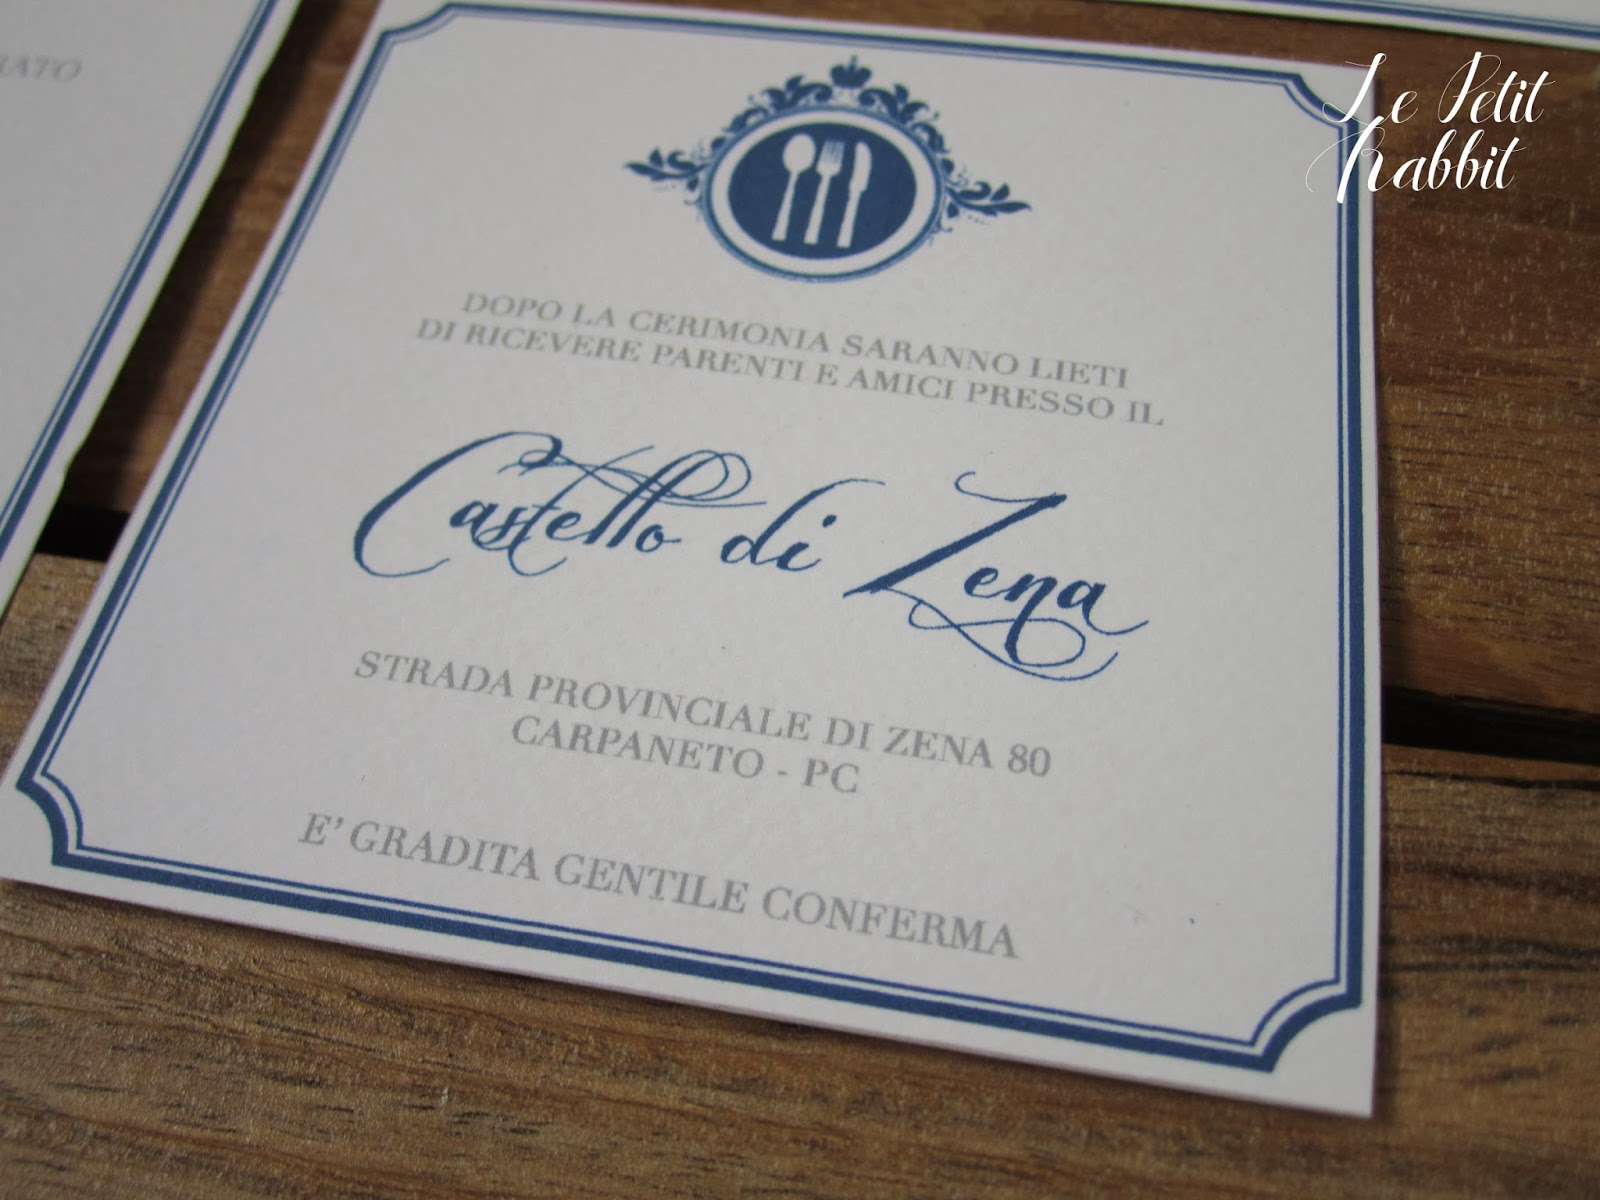 RATO
Le Petit
Rabbit
DOPO LA CERIMONIA SARANNO LIETI
DI RICEVERE PARENTI E AMICI PRESSO IL
Castello di Zena
STRADA PROVINCIALE DI ZENA 80
CARPANETO - PC
E' GRADITA GENTILE CONFERMA